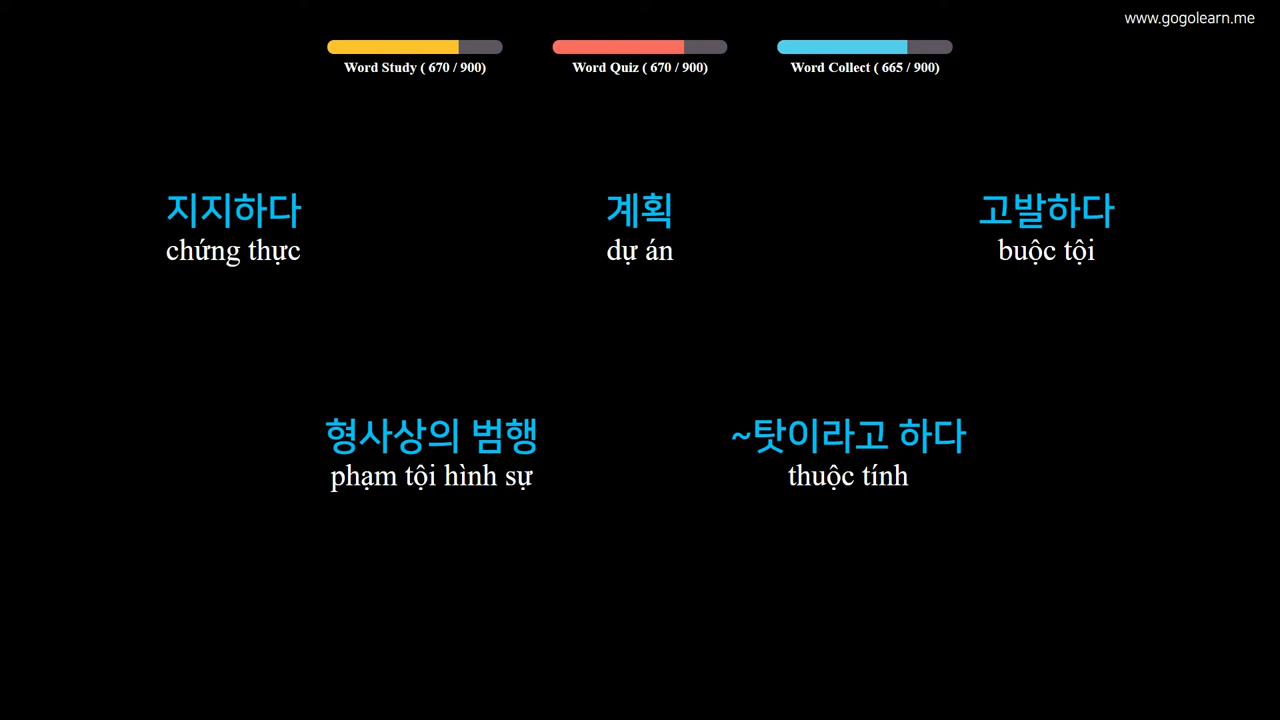 www.gogolearn.me
Word Study ( 670 / 900)
Word Quiz ( 670 / 900)
Word Collect ( 665 / 900)
지지하다
chứng thực
계획
dự án
고발하다
buộc tội
형사상의 범행
phạm tội hình sự
~탓이라고 하다
thuộc tính